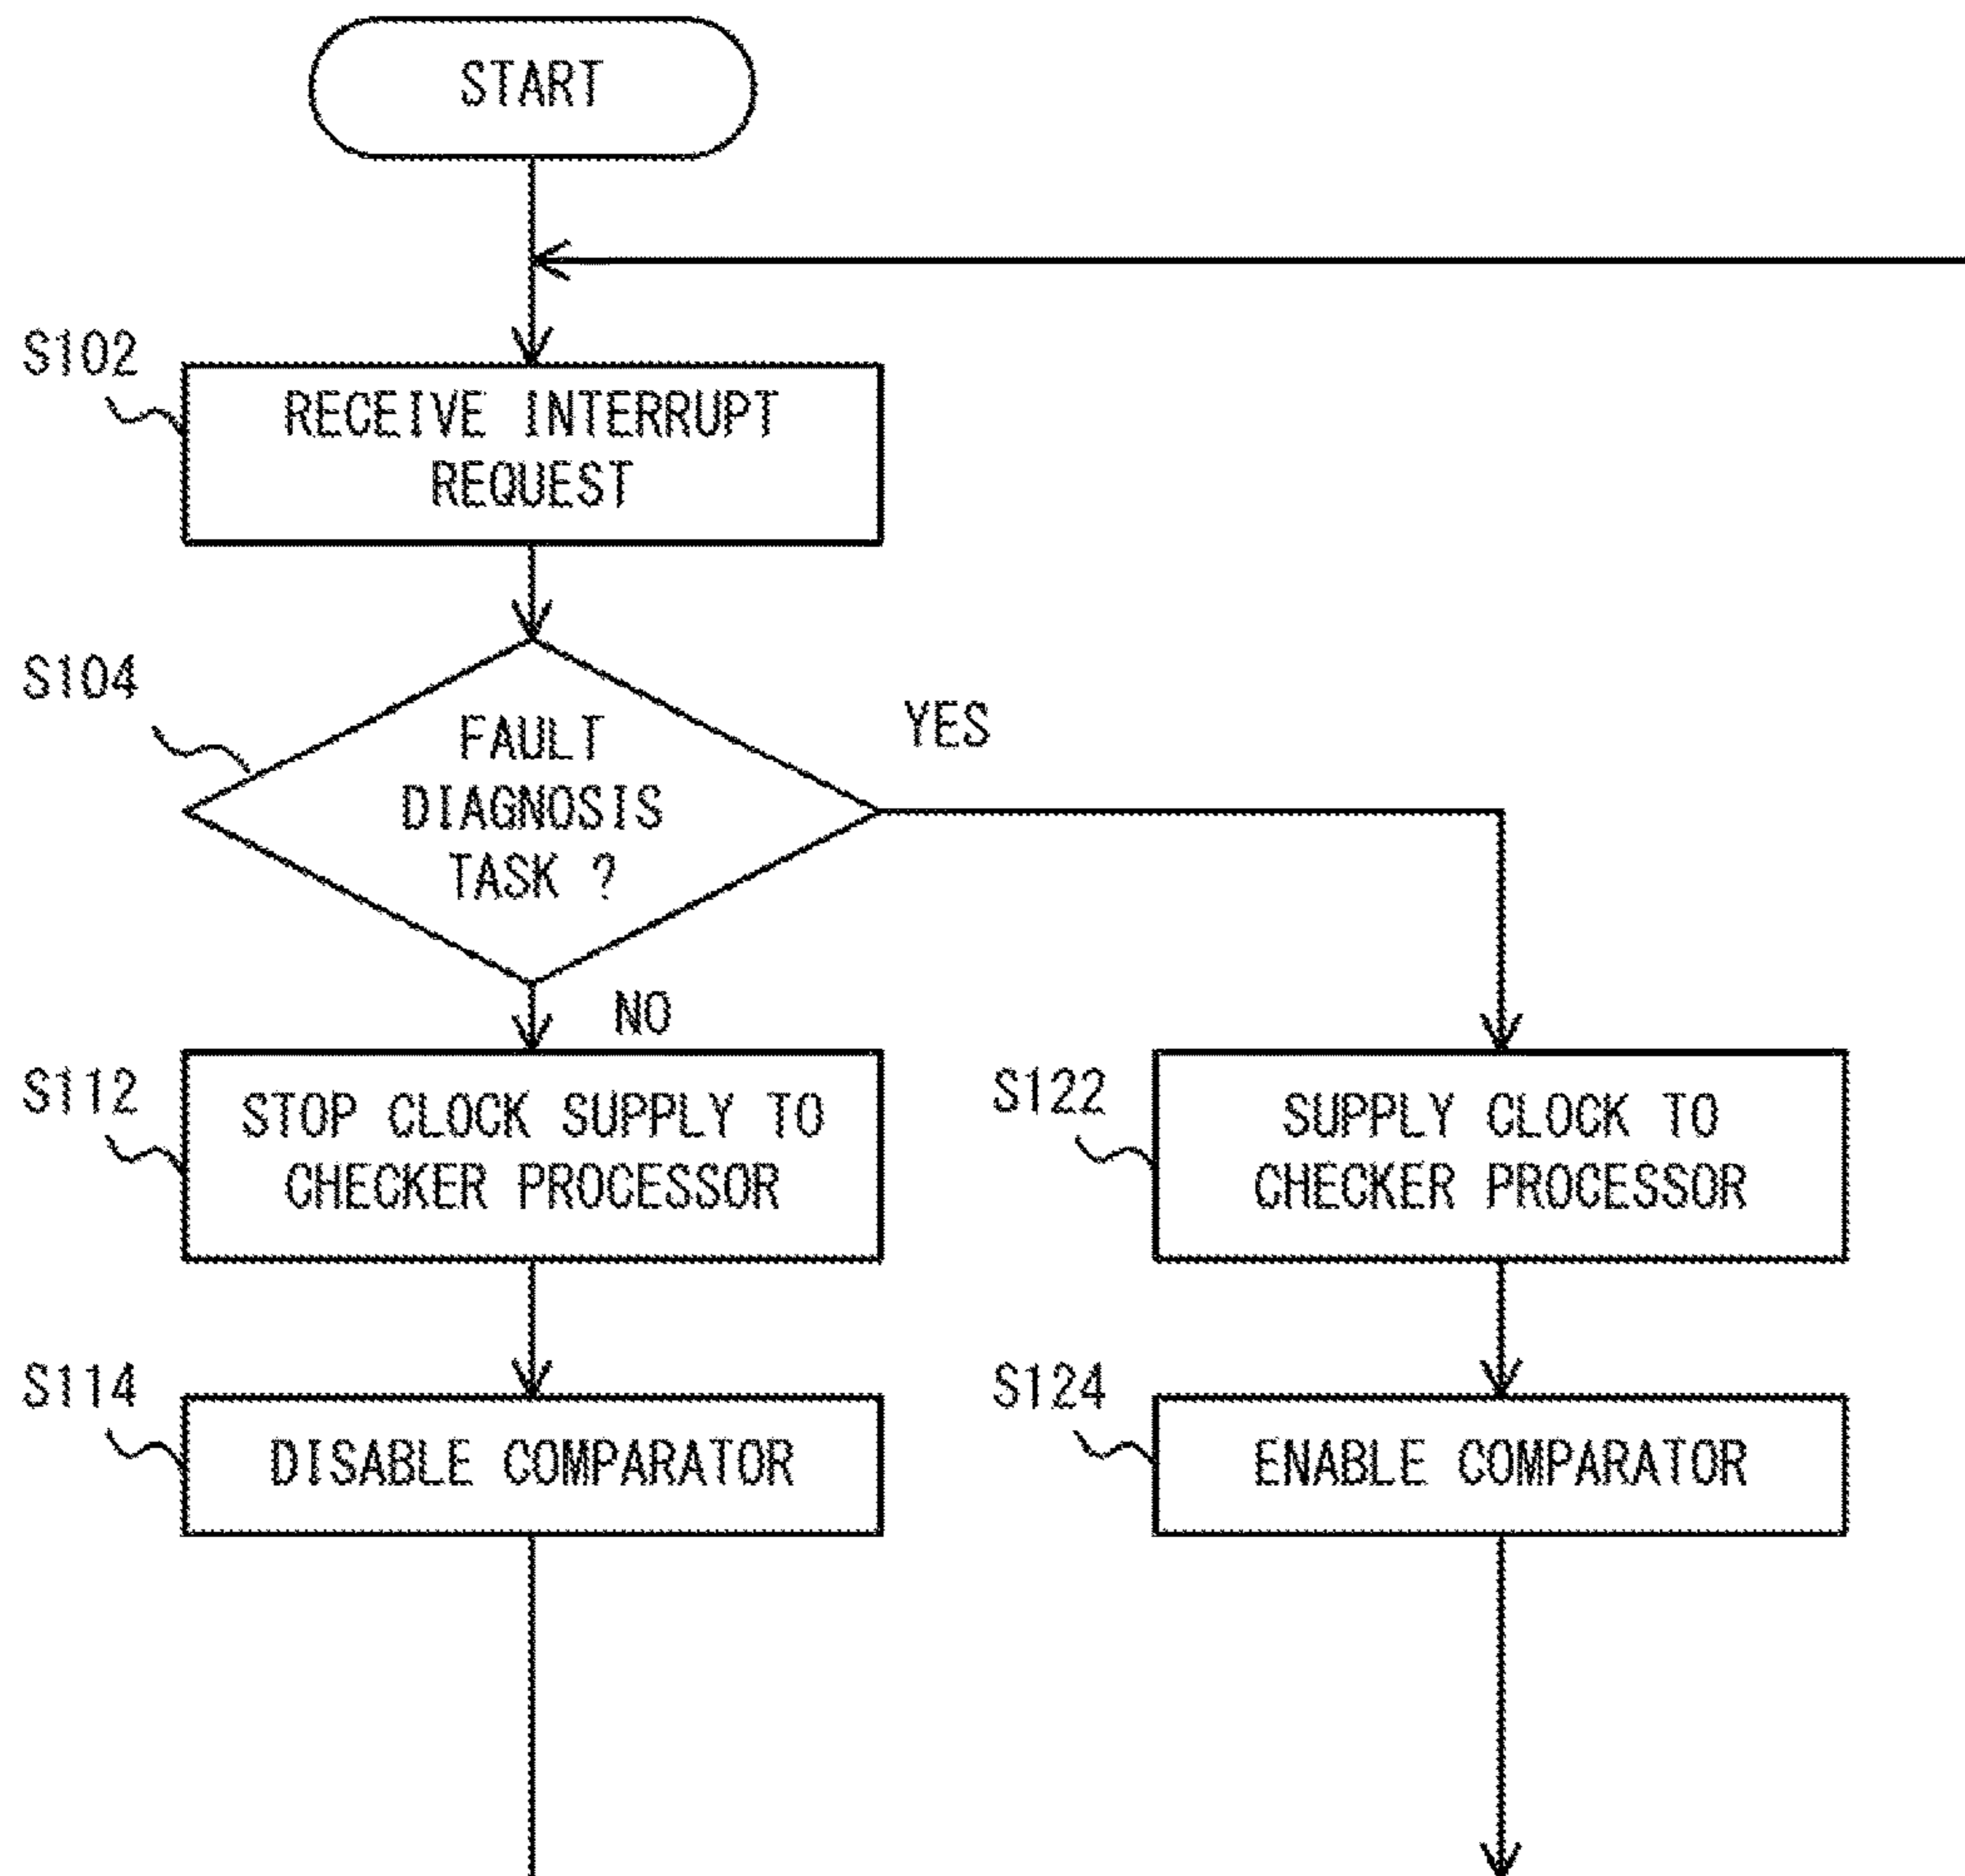 START
S102
RECEIVE INTERRUPT
REQUEST
S104
FAULT
DIAGNOSIS
TASK ?
YES
NO
S112
STOP CLOCK SUPPLY TO
CHECKER PROCESSOR
S122
SUPPLY CLOCK TO
CHECKER PROCESSOR
S114
DISABLE COMPARATOR
S124
ENABLE COMPARATOR